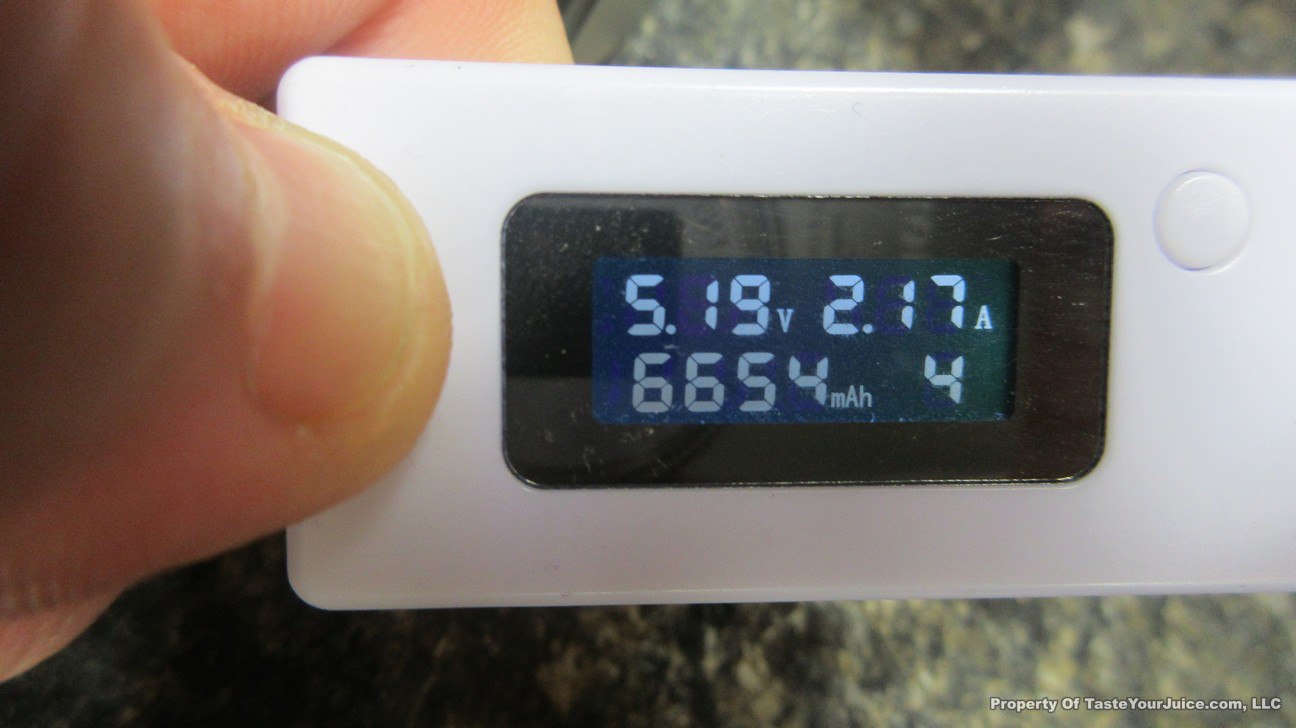 5.19V 2.17A
6654mAh 4
Property Of TasteYourJuice.com, LLC